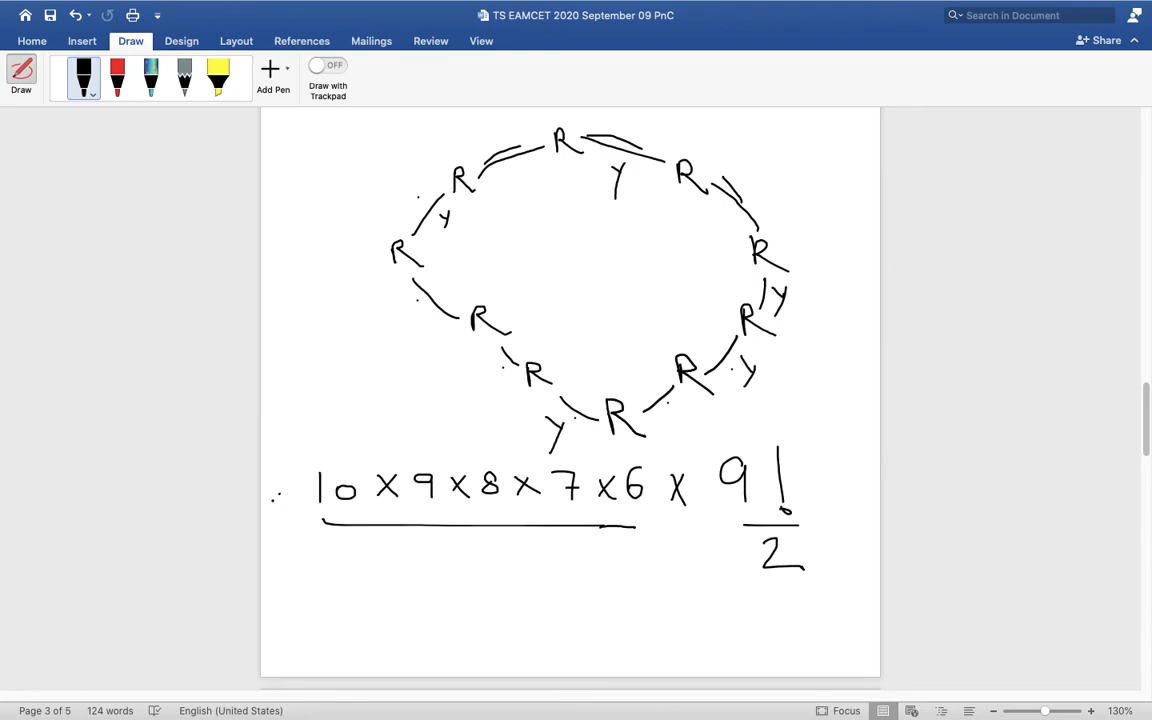 TS EAMCET 2020 September 09 PnC
Search in Document
Home Insert Draw Design Layout References Mailings Review View
Share
OFF
Draw
Add Pen
Draw with
Trackpad
R
R R
Y
Y
R R
Y
R R
R R
Y
Y R
10 × 9 × 8 × 7 × 6 × 9!
2
Page 3 of 5 124 words English (United States) Focus 130%